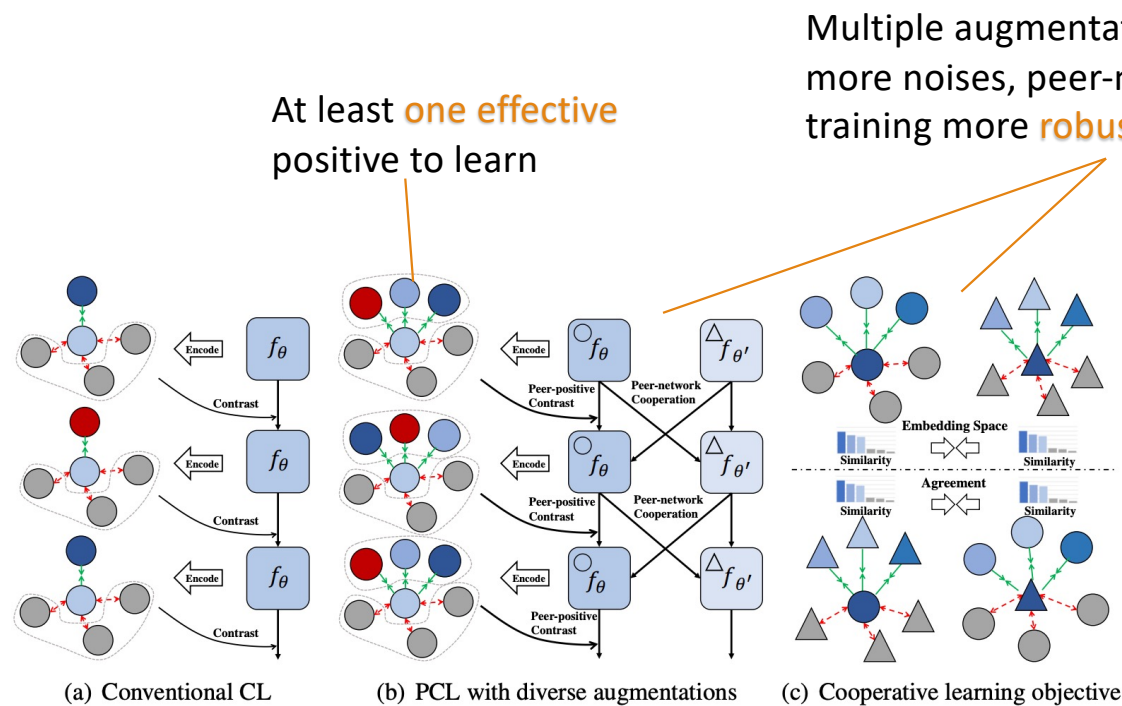 Multiple
more noises,
training more
At least one effective
positive to learn
Encode
fθ
Contrast
Encode
fθ
Contrast
Encode
fθ
Contrast
Encode
fθ
fθ′
Peer-positive
Contrast
Peer-network
Cooperation
Encode
fθ
fθ′
Peer-positive
Contrast
Peer-network
Cooperation
Encode
fθ
fθ′
Peer-positive
Contrast
Embedding Space
Similarity
Similarity
Agreement
Similarity
Similarity
(a) Conventional CL
(b) PCL with diverse augmentations
(c) Cooperative learning objective